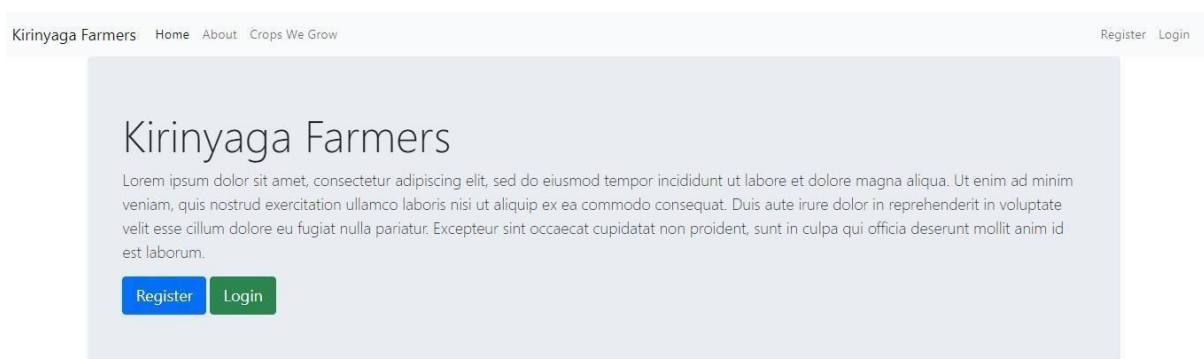 Kirinyaga Farmers Home About Crops We Grow Register Login
Kirinyaga Farmers
Lorem ipsum dolor sit amet, consectetur adipiscing elit, sed do eiusmod tempor incididunt ut labore et dolore magna aliqua. Ut enim ad minim
veniam, quis nostrud exercitation ullamco laboris nisi ut aliquip ex ea commodo consequat. Duis aute irure dolor in reprehenderit in voluptate
velit esse cillum dolore eu fugiat nulla pariatur. Excepteur sint occaecat cupidatat non proident, sunt in culpa qui officia deserunt mollit anim id
est laborum.
Register Login